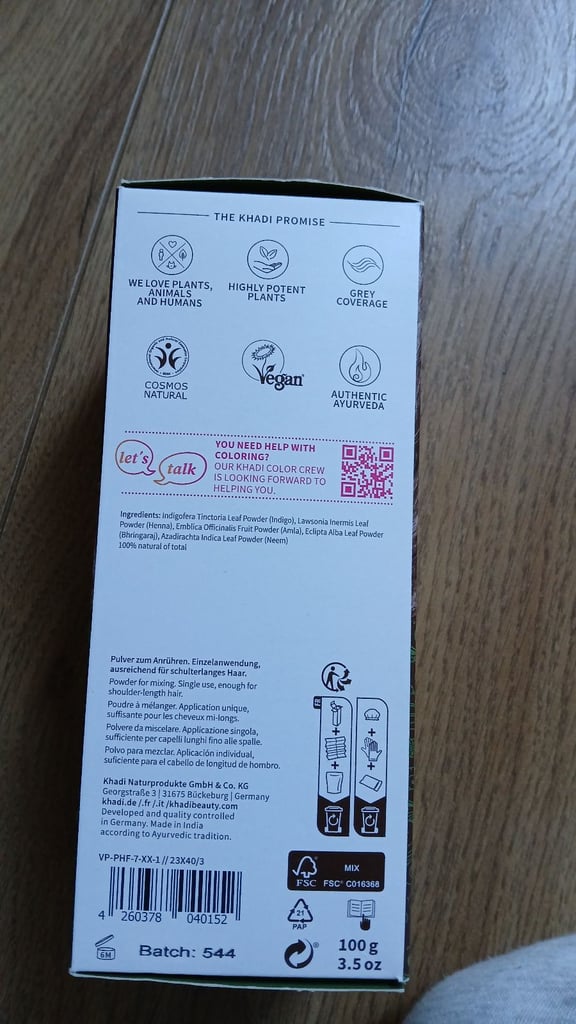 THE KHADI PROMISE
WE LOVE PLANTS,
ANIMALS
AND HUMANS
HIGHLY POTENT
PLANTS
GREY
COVERAGE
COSMOS
NATURAL
Vegan
AUTHENTIC
AYURVEDA
let's
talk
YOU NEED HELP WITH
COLORING?
OUR KHADI COLOR CREW
IS LOOKING FORWARD TO
HELPING YOU.
Ingredients: Indigofera Tinctoria Leaf Powder (Indigo), Lawsonia Inermis Leaf
Powder (Henna), Emblica Officinalis Fruit Powder (Amla), Eclipta Alba Leaf Powder
(Bhringaraj), Azadirachta Indica Leaf Powder (Neem)
100% natural of total
Pulver zum Anrühren. Einzelanwendung,
ausreichend für schulterlanges Haar.
Powder for mixing. Single use, enough for
shoulder-length hair.
Poudre à mélanger. Application unique,
suffisante pour les cheveux mi-longs.
Polvere da miscelare. Applicazione singola,
sufficiente per capelli lunghi fino alle spalle.
Polvo para mezclar. Aplicación individual,
suficiente para el cabello de longitud de hombro.
Khadi Naturprodukte GmbH & Co. KG
Georgstraße 3 | 31675 Bückeburg | Germany
khadi.de /.fr /.it /khadibeauty.com
Developed and quality controlled
in Germany. Made in India
according to Ayurvedic tradition.
FR
+
+
+
+
VP-PHF-7-XX-1 // 23X40/3
4 260378 040152
FSC
MIX
FSC® C016368
21
PAP
6M
Batch: 544
®
100 g
3.5 oz